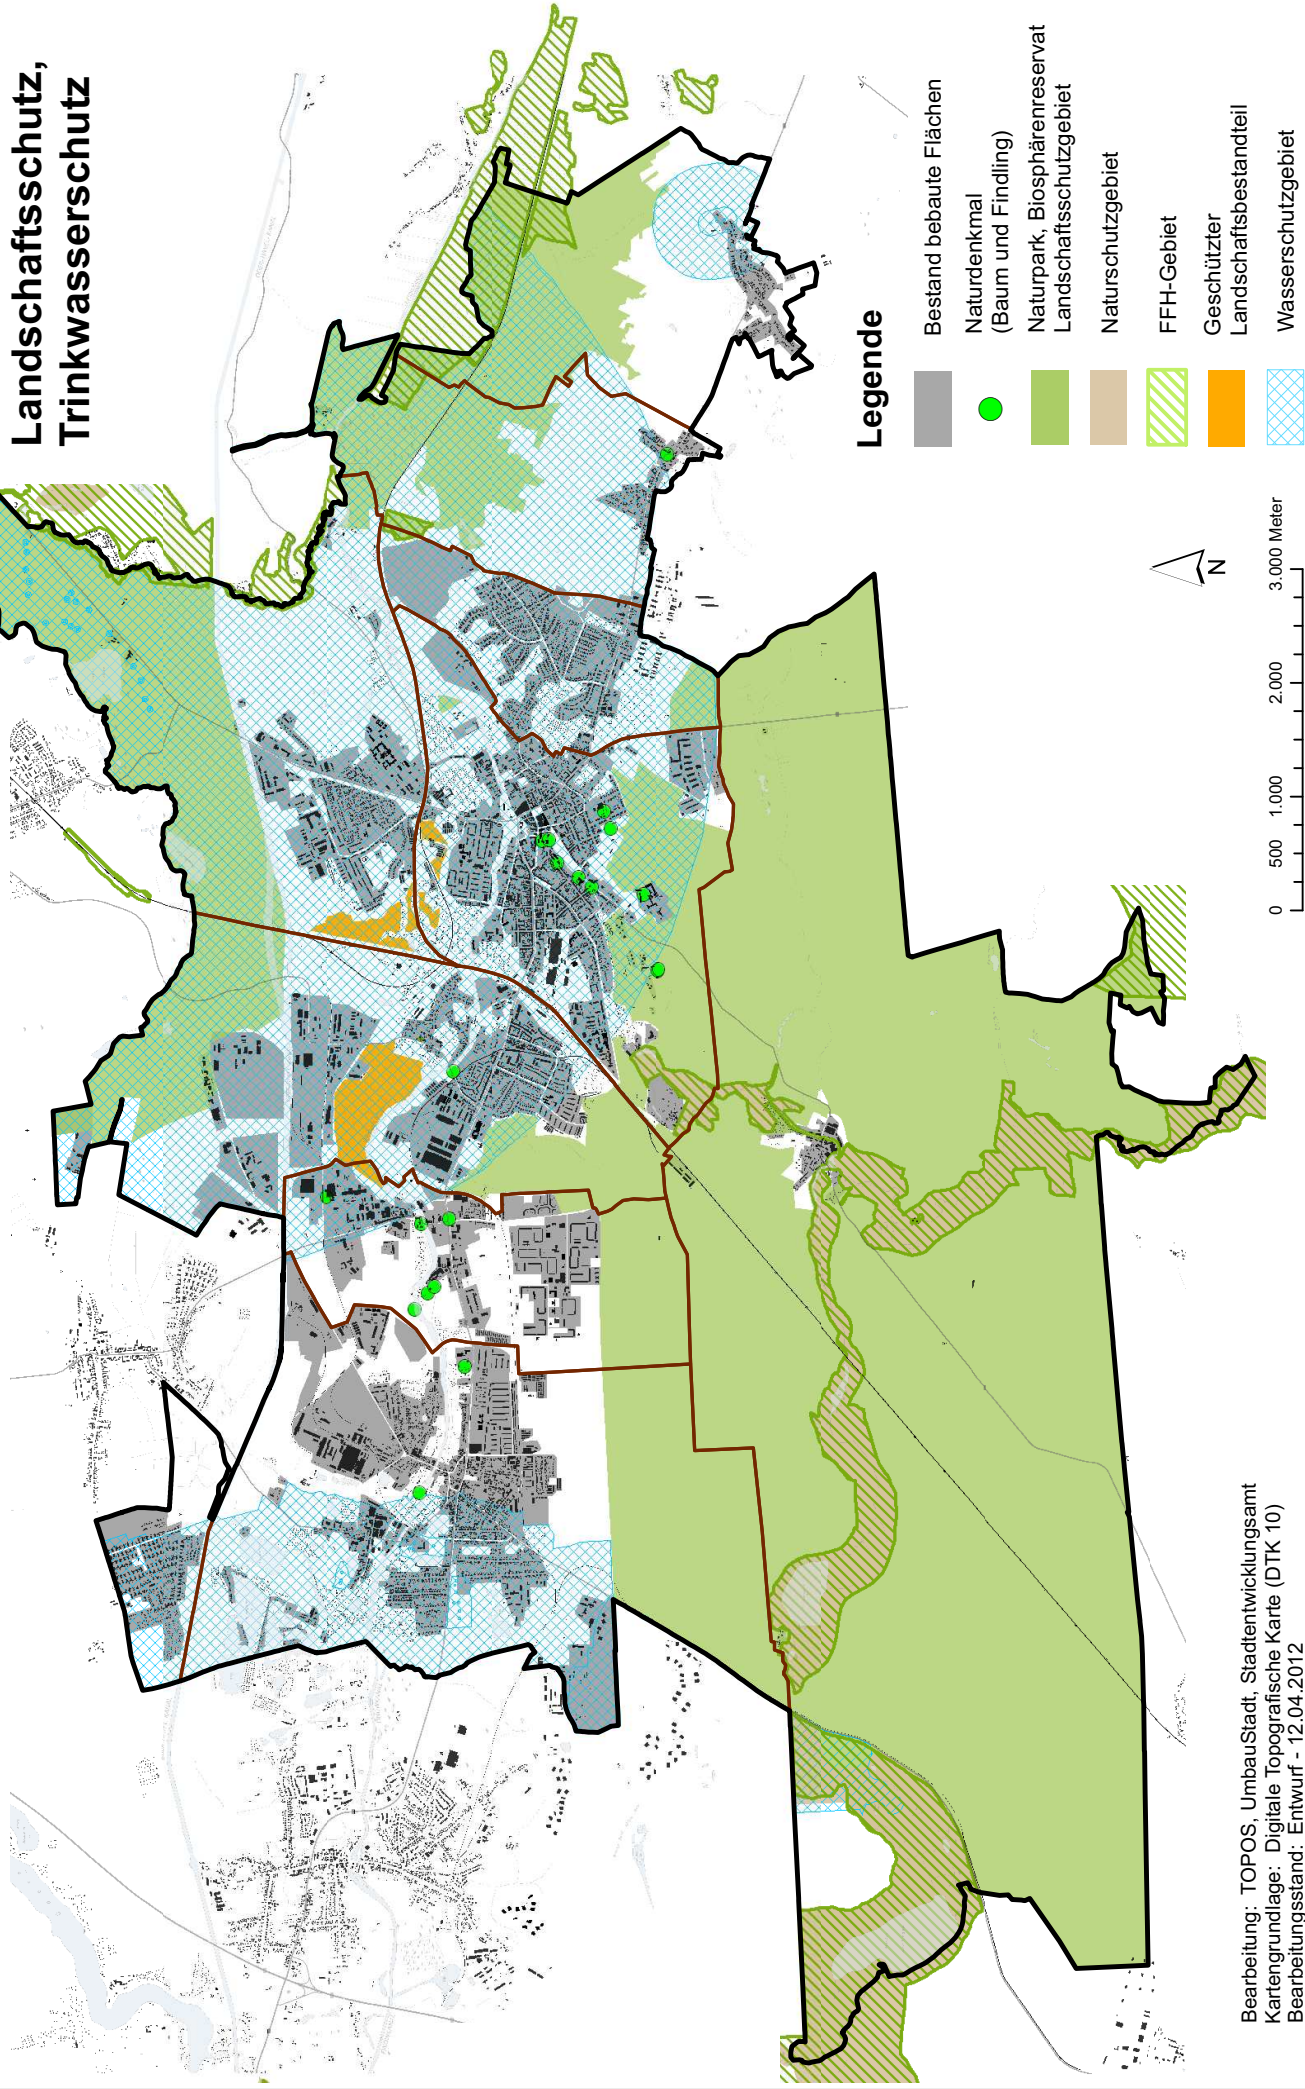 Landschaftsschutz,
Trinkwasserschutz
Legende
Bestand bebaute Flächen
Naturdenkmal
(Baum und Findling)
Naturpark, Biosphärenreservat
Landschaftsschutzgebiet
Naturschutzgebiet
FFH-Gebiet
Geschützter
Landschaftsbestandteil
Wasserschutzgebiet
N
0 500 1.000 2.000 3.000 Meter
Bearbeitung: TOPOS, UmbauStadt, Stadtentwicklungsamt
Kartengrundlage: Digitale Topografische Karte (DTK 10)
Bearbeitungsstand: Entwurf - 12.04.2012